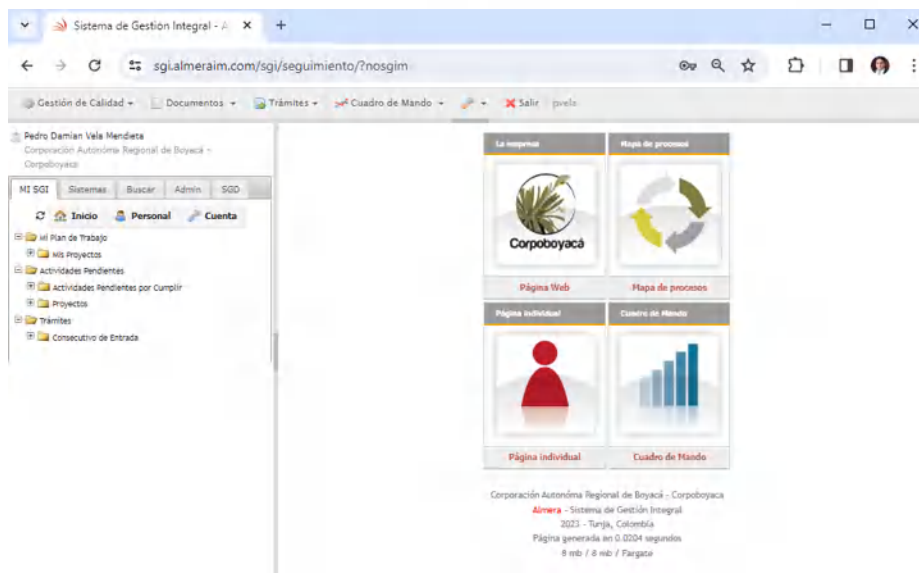 Sistema de Gestión Integral - A
sgi.almeraim.com/sgi/seguimiento/?nosgim
Gestión de Calidad Documentos Trámites Cuadro de Mando Salir pvela
Pedro Damian Vela Mendieta
Corporación Autonóma Regional de Boyacá -
Corpoboyaca
MI SGI Sistemas Buscar Admin SGD
Inicio Personal Cuenta
Mi Plan de Trabajo
Mis Proyectos
Actividades Pendientes
Actividades Pendientes por Cumplir
Proyectos
Trámites
Consecutivo de Entrada
La empresa Mapa de procesos
Corpoboyacá
Página Web Mapa de procesos
Página individual Cuadro de Mando
Página individual Cuadro de Mando
Corporación Autonóma Regional de Boyacá - Corpoboyaca
Almera - Sistema de Gestión Integral
2023 - Tunja, Colombia
Página generada en 0.0204 segundos
8 mb / 8 mb / Fargate